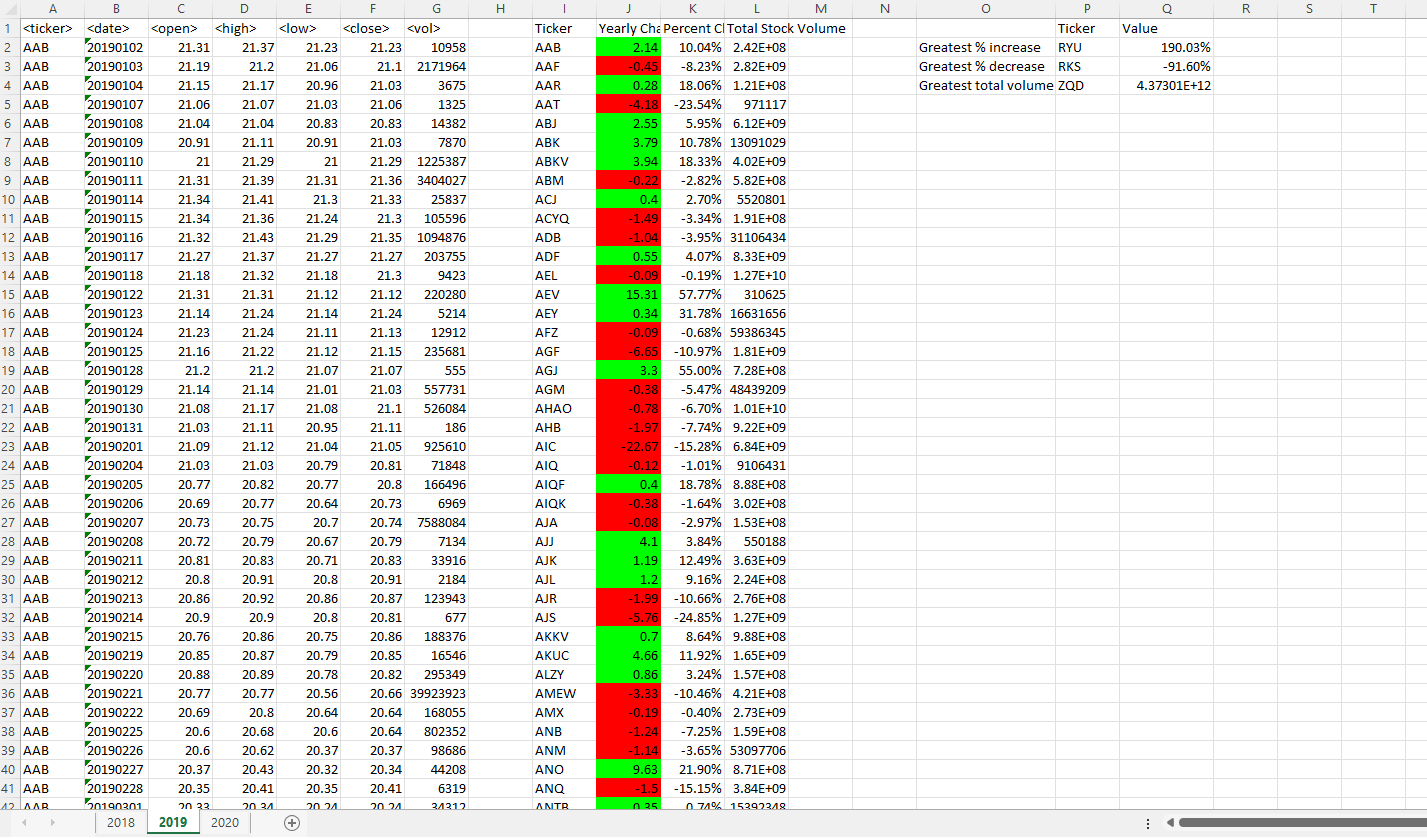 A B C D E F G H I J K L M N O P Q R S T
1 <ticker> <date> <open> <high> <low> <close> <vol> Ticker Yearly Cha Percent Cl Total Stock Volume Ticker Value
2 AAB 20190102 21.31 21.37 21.23 21.23 10958 AAB 2.14 10.04% 2.42E+08 Greatest % increase RYU 190.03%
3 AAB 20190103 21.19 21.2 21.06 21.1 2171964 AAF -0.45 -8.23% 2.82E+09 Greatest % decrease RKS -91.60%
4 AAB 20190104 21.15 21.17 20.96 21.03 3675 AAR 0.28 18.06% 1.21E+08 Greatest total volume ZQD 4.37301E+12
5 AAB 20190107 21.06 21.07 21.03 21.06 1325 AAT -4.18 -23.54% 971117
6 AAB 20190108 21.04 21.04 20.83 20.83 14382 ABJ 2.55 5.95% 6.12E+09
7 AAB 20190109 20.91 21.11 20.91 21.03 7870 ABK 3.79 10.78% 13091029
8 AAB 20190110 21 21.29 21 21.29 1225387 ABKV 3.94 18.33% 4.02E+09
9 AAB 20190111 21.31 21.39 21.31 21.36 3404027 ABM -0.22 -2.82% 5.82E+08
10 AAB 20190114 21.34 21.41 21.3 21.33 25837 ACJ 0.4 2.70% 5520801
11 AAB 20190115 21.34 21.36 21.24 21.3 105596 ACYQ -1.49 -3.34% 1.91E+08
12 AAB 20190116 21.32 21.43 21.29 21.35 1094876 ADB -1.04 -3.95% 31106434
13 AAB 20190117 21.27 21.37 21.27 21.27 203755 ADF 0.55 4.07% 8.33E+09
14 AAB 20190118 21.18 21.32 21.18 21.3 9423 AEL -0.09 -0.19% 1.27E+10
15 AAB 20190122 21.31 21.31 21.12 21.12 220280 AEV 15.31 57.77% 310625
16 AAB 20190123 21.14 21.24 21.14 21.24 5214 AEY 0.34 31.78% 16631656
17 AAB 20190124 21.23 21.24 21.11 21.13 12912 AFZ -0.09 -0.68% 59386345
18 AAB 20190125 21.16 21.22 21.12 21.15 235681 AGF -6.65 -10.97% 1.81E+09
19 AAB 20190128 21.2 21.2 21.07 21.07 555 AGJ 3.3 55.00% 7.28E+08
20 AAB 20190129 21.14 21.14 21.01 21.03 557731 AGM -0.38 -5.47% 48439209
21 AAB 20190130 21.08 21.17 21.08 21.1 526084 AHAO -0.78 -6.70% 1.01E+10
22 AAB 20190131 21.03 21.11 20.95 21.11 186 AHB -1.97 -7.74% 9.22E+09
23 AAB 20190201 21.09 21.12 21.04 21.05 925610 AIC -22.67 -15.28% 6.84E+09
24 AAB 20190204 21.03 21.03 20.79 20.81 71848 AIQ -0.12 -1.01% 9106431
25 AAB 20190205 20.77 20.82 20.77 20.8 166496 AIQF 0.4 18.78% 8.88E+08
26 AAB 20190206 20.69 20.77 20.64 20.73 6969 AIQK -0.38 -1.64% 3.02E+08
27 AAB 20190207 20.73 20.75 20.7 20.74 7588084 AJA -0.08 -2.97% 1.53E+08
28 AAB 20190208 20.72 20.79 20.67 20.79 7134 AJJ 4.1 3.84% 550188
29 AAB 20190211 20.81 20.83 20.71 20.83 33916 AJK 1.19 12.49% 3.63E+09
30 AAB 20190212 20.8 20.91 20.8 20.91 2184 AJL 1.2 9.16% 2.24E+08
31 AAB 20190213 20.86 20.92 20.86 20.87 123943 AJR -1.99 -10.66% 2.76E+08
32 AAB 20190214 20.9 20.9 20.8 20.81 677 AJS -5.76 -24.85% 1.27E+09
33 AAB 20190215 20.76 20.86 20.75 20.86 188376 AKKV 0.7 8.64% 9.88E+08
34 AAB 20190219 20.85 20.87 20.79 20.85 16546 AKUC 4.66 11.92% 1.65E+09
35 AAB 20190220 20.88 20.89 20.78 20.82 295349 ALZY 0.86 3.24% 1.57E+08
36 AAB 20190221 20.77 20.77 20.56 20.66 39923923 AMEW -3.33 -10.46% 4.21E+08
37 AAB 20190222 20.69 20.8 20.64 20.64 168055 AMX -0.19 -0.40% 2.73E+09
38 AAB 20190225 20.6 20.68 20.6 20.64 802352 ANB -1.24 -7.25% 1.59E+08
39 AAB 20190226 20.6 20.62 20.37 20.37 98686 ANM -1.14 -3.65% 53097706
40 AAB 20190227 20.37 20.43 20.32 20.34 44208 ANO 9.63 21.90% 8.71E+08
41 AAB 20190228 20.35 20.41 20.35 20.41 6319 ANQ -1.5 -15.15% 3.84E+09
42 AAB 20190301 20.33 20.34 20.24 20.24 34312 ANTB 0.35 0.74% 15392348
2018 2019 2020